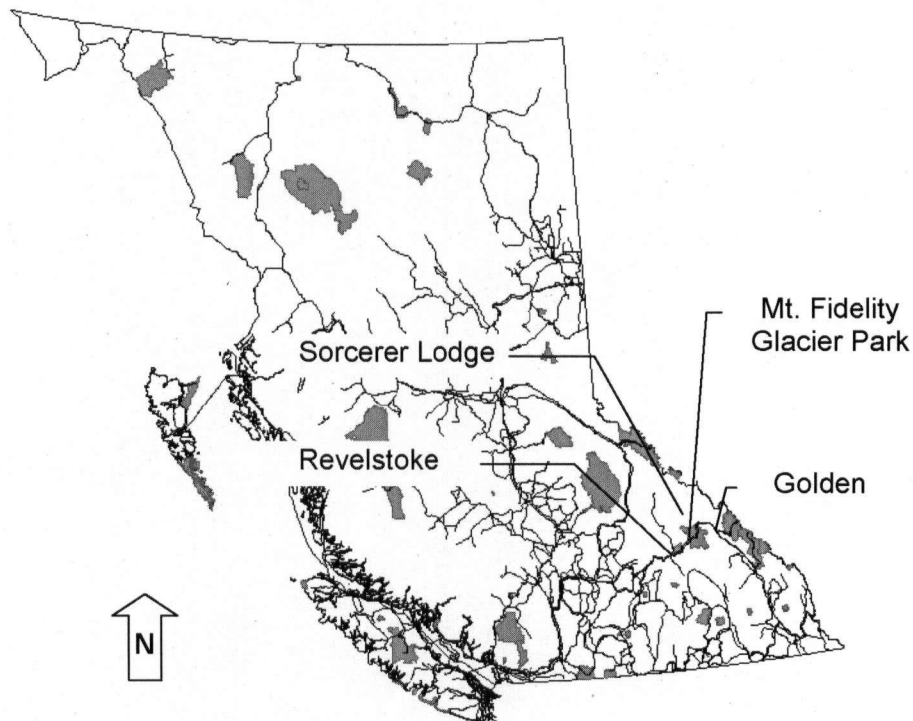 Mt. Fidelity
Glacier Park
Sorcerer Lodge
Revelstoke
Golden
N